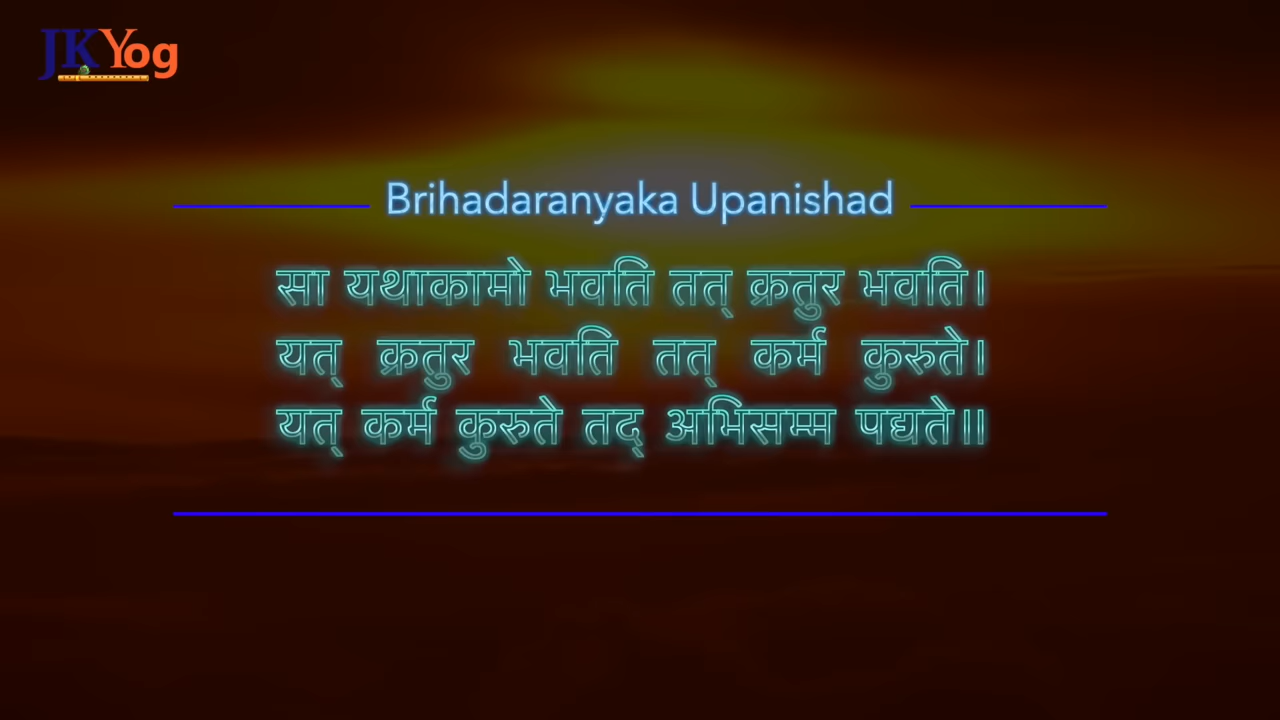 JKYog
Brihadaranyaka Upanishad
सा यथाकामो भवति तत् क्रतुर भवति।
यत् क्रतुर भवति तत् कर्म कुरुते।
यत् कर्म कुरुते तद् अभिसम्म पद्यते॥